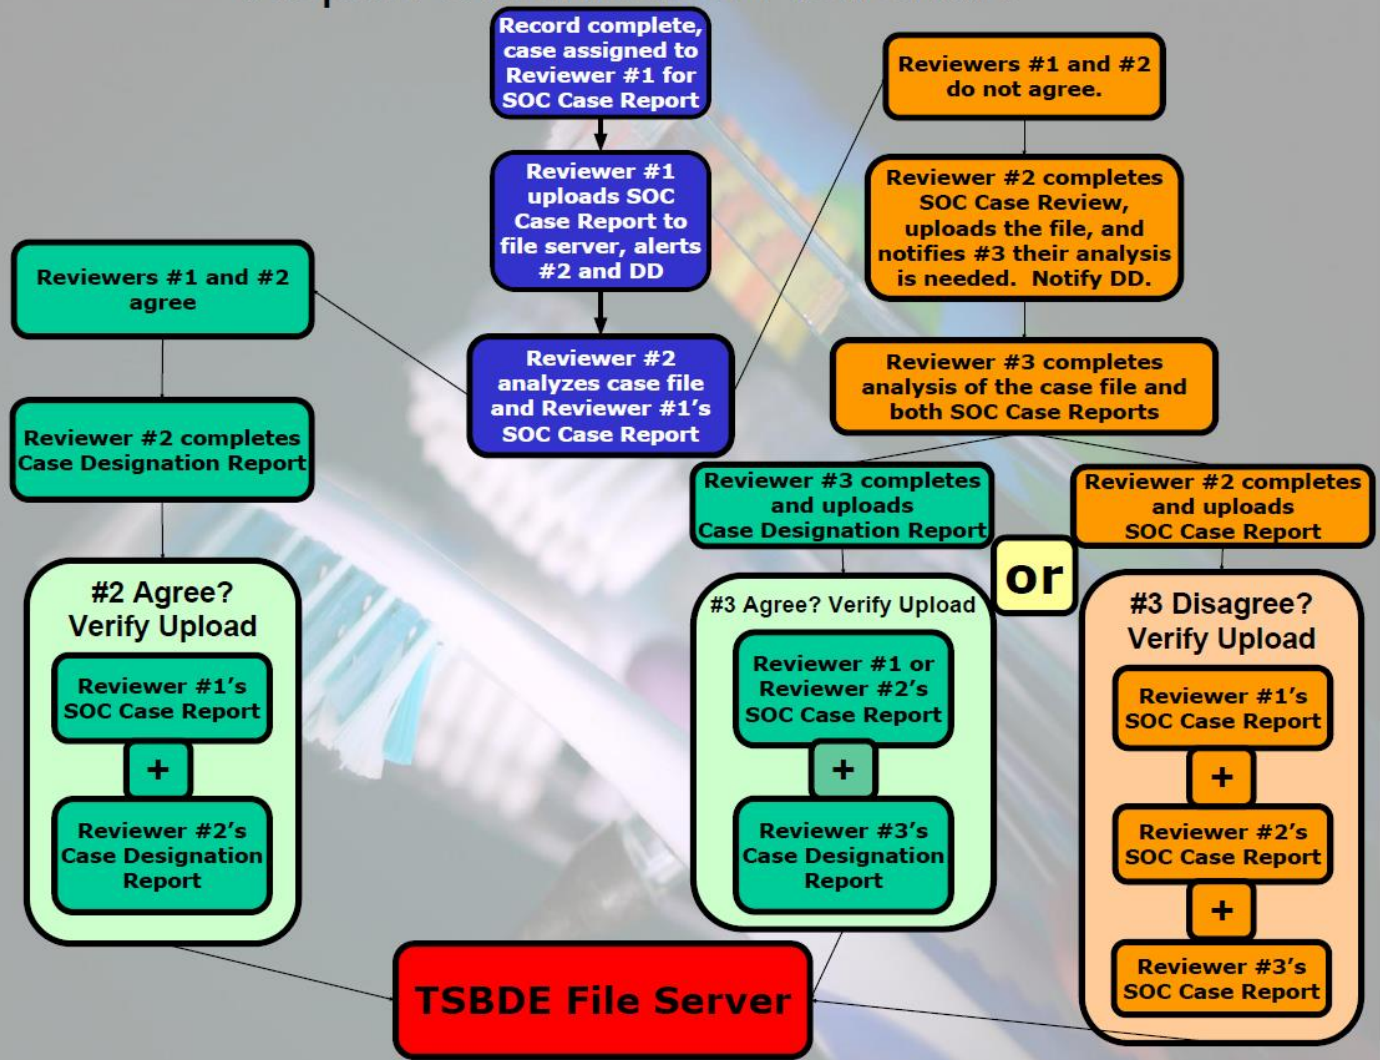 Record complete,
case assigned to
Reviewer #1 for
SOC Case Report
Reviewer #1
uploads SOC
Case Report to
file server, alerts
#2 and DD
Reviewer #2
analyzes case file
and Reviewer #1's
SOC Case Report
Reviewers #1 and #2
agree
Reviewer #2 completes
Case Designation Report
#2 Agree?
Verify Upload
Reviewer #1's
SOC Case Report
+
Reviewer #2's
Case Designation
Report
Reviewers #1 and #2
do not agree.
Reviewer #2 completes
SOC Case Review,
uploads the file, and
notifies #3 their analysis
is needed.  Notify DD.
Reviewer #3 completes
analysis of the case file and
both SOC Case Reports
Reviewer #3 completes
and uploads
Case Designation Report
or
Reviewer #2 completes
and uploads
SOC Case Report
#3 Agree? Verify Upload
Reviewer #1 or
Reviewer #2's
SOC Case Report
+
Reviewer #3's
Case Designation
Report
#3 Disagree?
Verify Upload
Reviewer #1's
SOC Case Report
+
Reviewer #2's
SOC Case Report
+
Reviewer #3's
SOC Case Report
TSBDE File Server